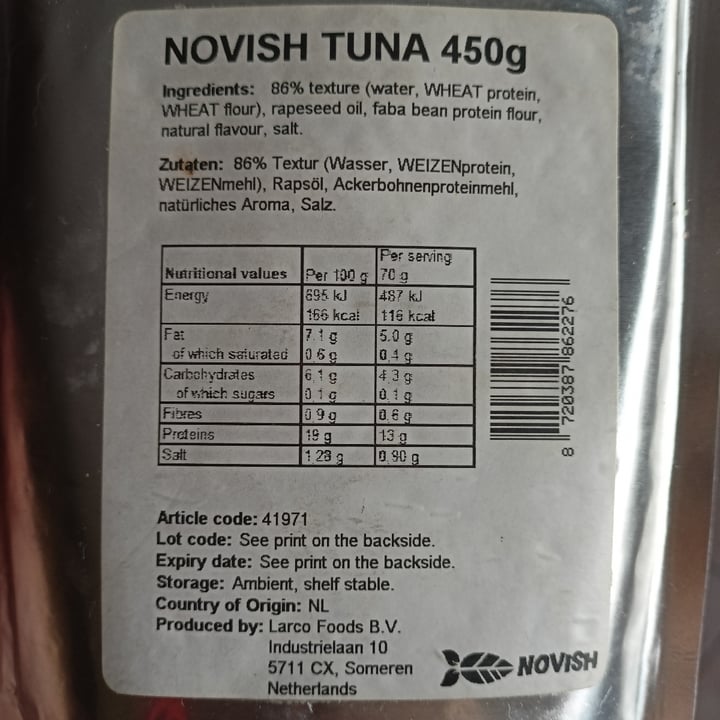 NOVISH TUNA 450g
Ingredients: 86% texture (water, WHEAT protein,
WHEAT flour), rapeseed oil, faba bean protein flour,
natural flavour, salt.
Zutaten: 86% Textur (Wasser, WEIZENprotein,
WEIZENmehl), Rapsöl, Ackerbohnenproteinmehl,
natürliches Aroma, Salz.
Nutritional values Per 100 g Per serving 70 g
Energy 695 kJ 487 kJ
166 kcal 116 kcal
Fat 7.1 g 5.0 g
of which saturated 0.6 g 0.4 g
Carbohydrates 6.1 g 4.3 g
of which sugars 0.1 g 0.1 g
Fibres 0.9 g 0.6 g
Proteins 19 g 13 g
Salt 1.28 g 0.90 g
8 720387 862276
Article code: 41971
Lot code: See print on the backside.
Expiry date: See print on the backside.
Storage: Ambient, shelf stable.
Country of Origin: NL
Produced by: Larco Foods B.V.
Industrielaan 10
5711 CX, Someren
Netherlands
NOVISH